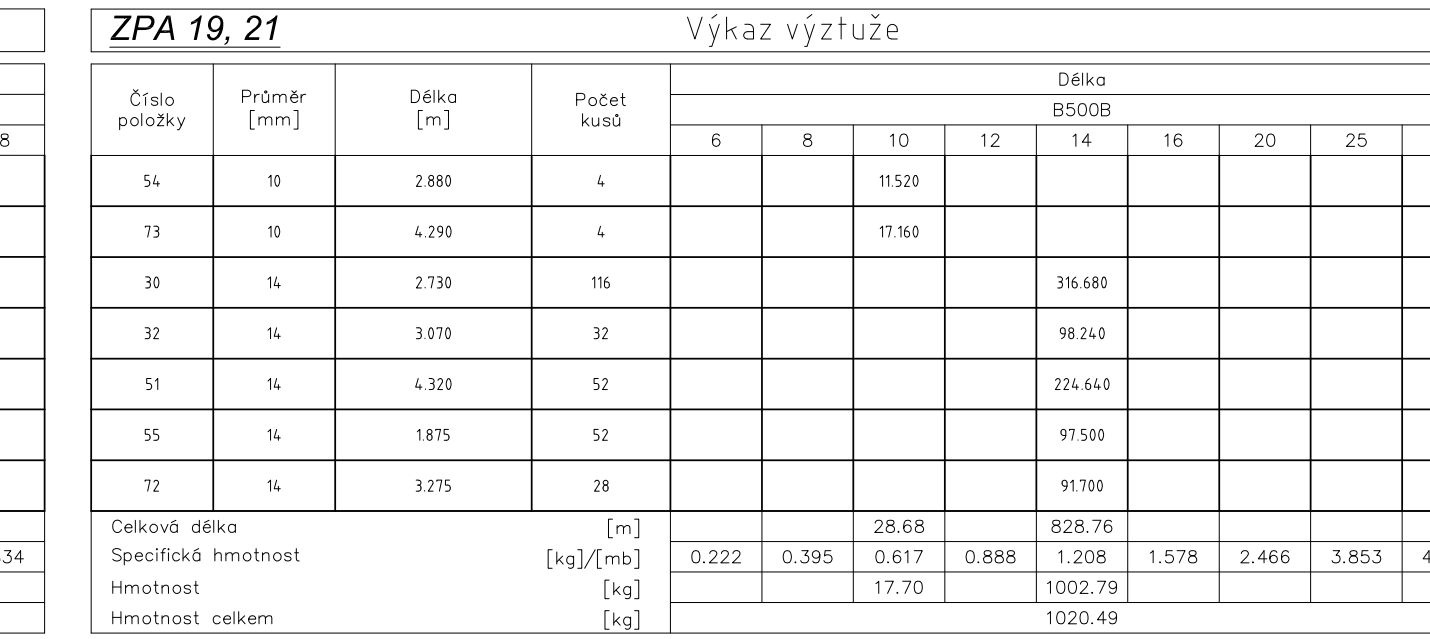 ZPA 19, 21 Výkaz výztuže
Číslo položky Průměr [mm] Délka [m] Počet kusů Délka
B500B
8 6 8 10 12 14 16 20 25
54 10 2.880 4 11.520
73 10 4.290 4 17.160
30 14 2.730 116 316.680
32 14 3.070 32 98.240
51 14 4.320 52 224.640
55 14 1.875 52 97.500
72 14 3.275 28 91.700
Celková délka [m] 28.68 828.76
34 Specifická hmotnost [kg]/[mb] 0.222 0.395 0.617 0.888 1.208 1.578 2.466 3.853 4
Hmotnost [kg] 17.70 1002.79
Hmotnost celkem [kg] 1020.49